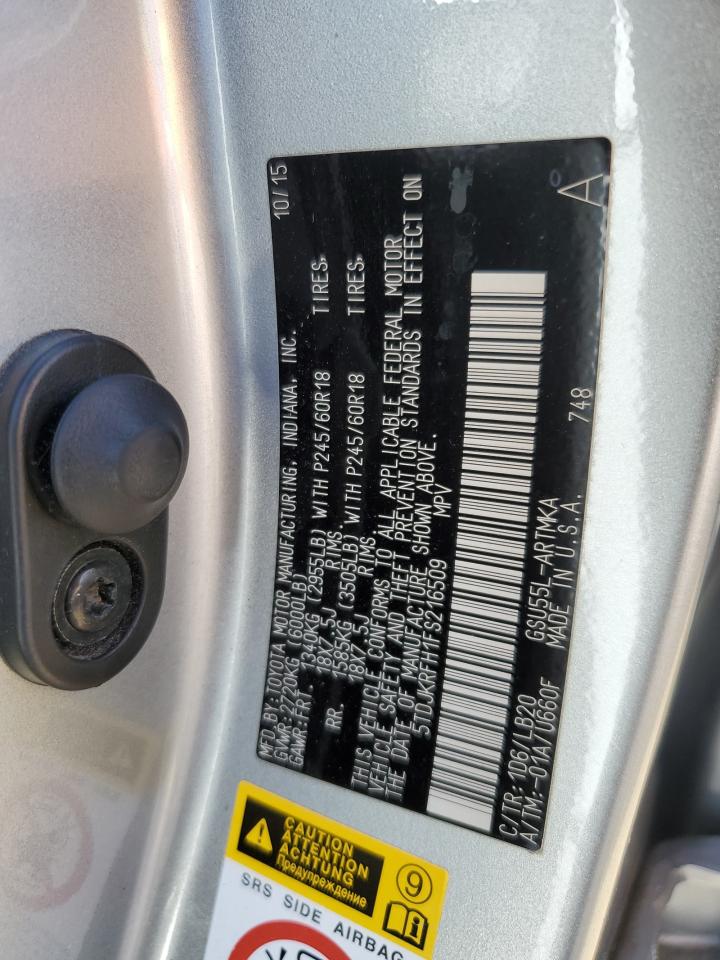 MFD BY:TOYOTA MOTOR MANUFACTURING, INDIANA, INC. 10/15
GVWR:2720KG (6000LB)
GAWR:FR. 1340KG (2955LB) WITH P245/60R18 TIRES,
18X7.5J RIMS
RR. 1585KG (3505LB) WITH P245/60R18 TIRES,
18X7.5J RIMS
THIS VEHICLE CONFORMS TO ALL APPLICABLE FEDERAL MOTOR
VEHICLE SAFETY AND THEFT PREVENTION STANDARDS IN EFFECT ON
THE DATE OF MANUFACTURE SHOWN ABOVE.
5TDJKRFH1FS216509 MPV
C/TR:1D6/LB20 GSU55L-ARTMKA
A/TM:-01A/U660F MADE IN U.S.A. 748 A
CAUTION
ATTENTION
ACHTUNG
Предупреждение
9
SRS SIDE AIRBAG